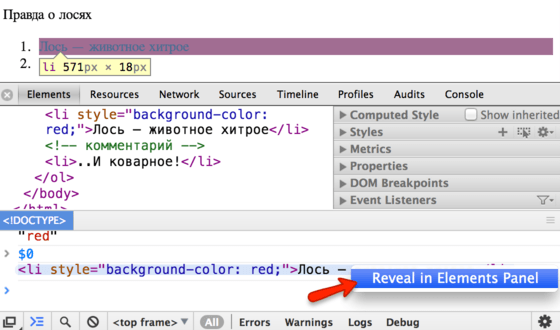 Правда о лосях
1. Лось — животное хитрое
2.
li 571px × 18px
Elements Resources Network Sources Timeline Profiles Audits Console
<li style="background-color:
red;">Лось — животное хитрое</li>
<!-- комментарий -->
<li>..И коварное!</li>
</ol>
</body>
</html>
Computed Style Show inherited
Styles
Metrics
Properties
DOM Breakpoints
Event Listeners
<!DOCTYPE>
"red"
> $0
<li style="background-color: red;">Лось —
Reveal in Elements Panel
>
<top frame> All Errors Warnings Logs Debug